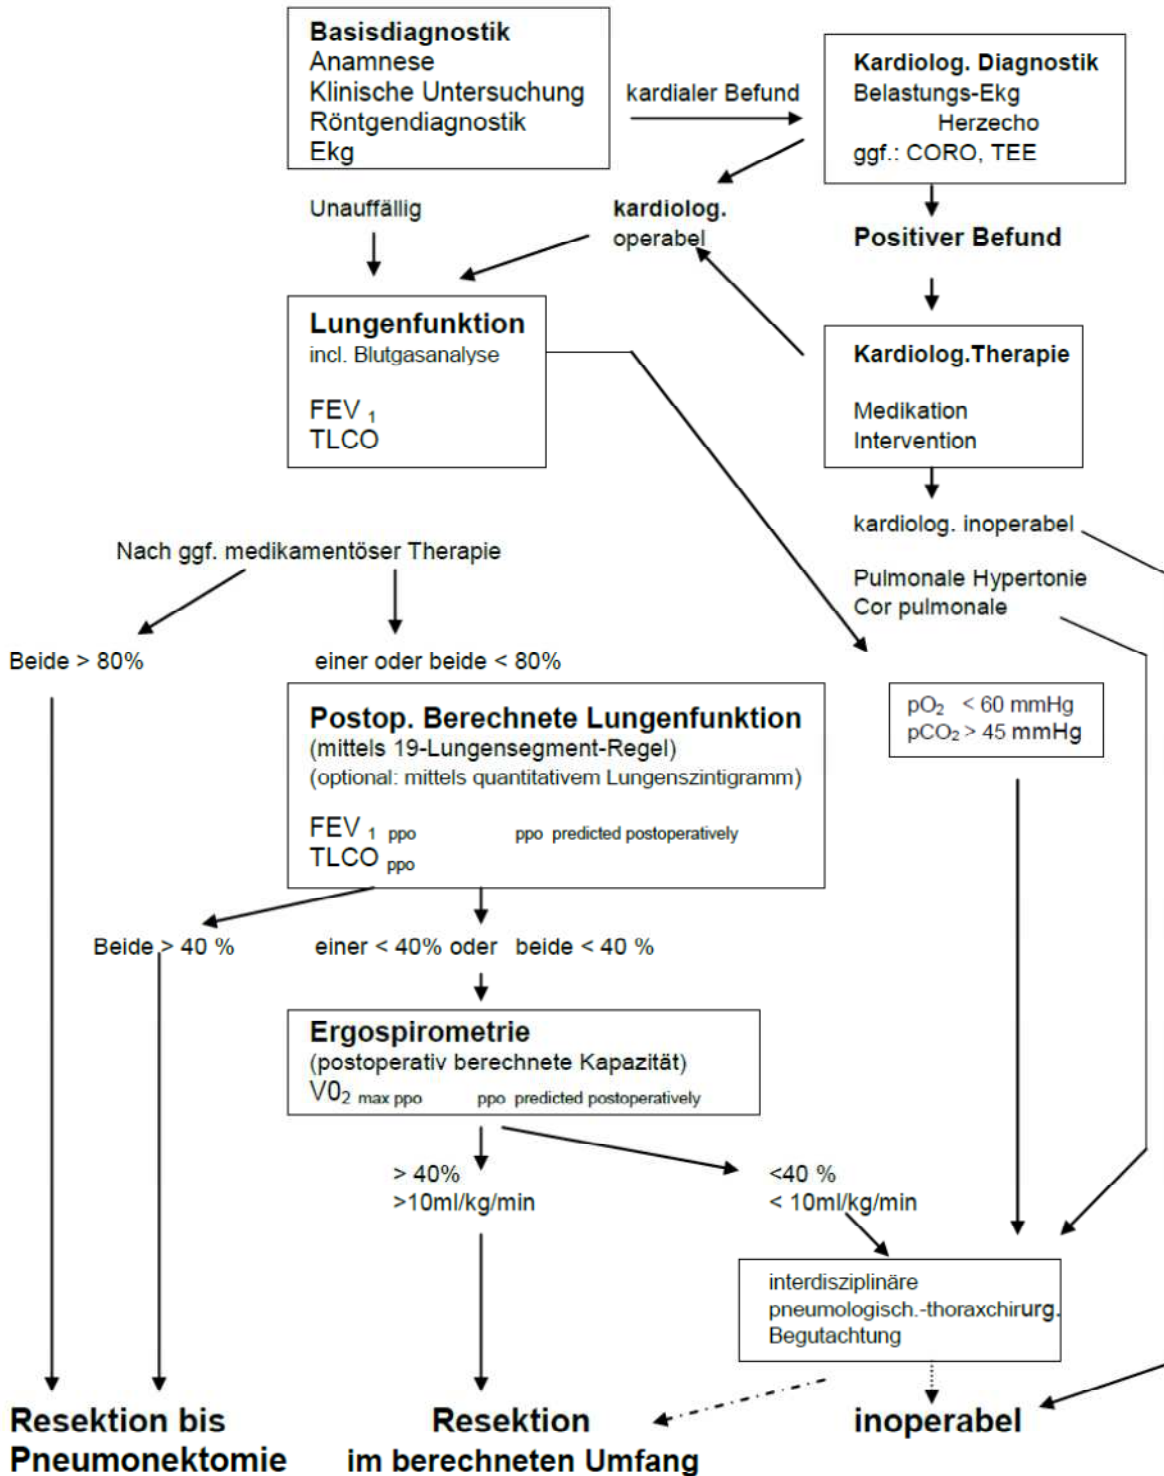 Basisdiagnostik
Anamnese
Klinische Untersuchung
Röntgendiagnostik
Ekg
kardialer Befund
Kardiolog. Diagnostik
Belastungs-Ekg
Herzecho
ggf.: CORO, TEE
Unauffällig
kardiolog.
operabel
Positiver Befund
Lungenfunktion
incl. Blutgasanalyse
FEV 1
TLCO
Kardiolog.Therapie
Medikation
Intervention
kardiolog. inoperabel
Nach ggf. medikamentöser Therapie
Pulmonale Hypertonie
Cor pulmonale
Beide > 80%
einer oder beide < 80%
pO2 < 60 mmHg
pCO2 > 45 mmHg
Postop. Berechnete Lungenfunktion
(mittels 19-Lungensegment-Regel)
(optional: mittels quantitativem Lungenszintigramm)
FEV 1 ppo ppo predicted postoperatively
TLCO ppo
Beide > 40 %
einer < 40% oder beide < 40 %
Ergospirometrie
(postoperativ berechnete Kapazität)
V02 max ppo ppo predicted postoperatively
> 40%
>10ml/kg/min
<40 %
< 10ml/kg/min
interdisziplinäre
pneumologisch.-thoraxchirurg.
Begutachtung
Resektion bis
Pneumonektomie
Resektion
im berechneten Umfang
inoperabel